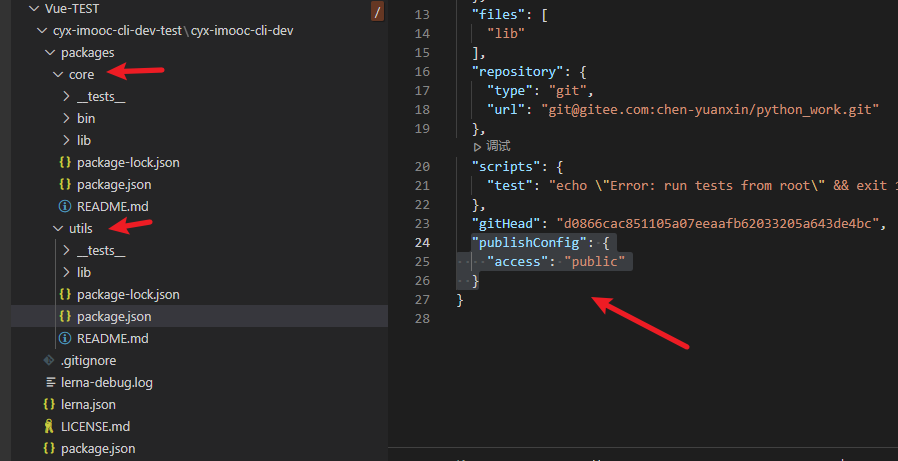 Vue-TEST
cyx-imooc-cli-dev-test\cyx-imooc-cli-dev
packages
core
__tests__
bin
lib
package-lock.json
package.json
README.md
utils
__tests__
lib
package-lock.json
package.json
README.md
.gitignore
lerna-debug.log
lerna.json
LICENSE.md
package.json
/
13 "files": [
14 "lib"
15 ],
16 "repository": {
17 "type": "git",
18 "url": "git@gitee.com:chen-yuanxin/python_work.git"
19 },
调试
20 "scripts": {
21 "test": "echo \"Error: run tests from root\" && exit
22 },
23 "gitHead": "d0866cac851105a07eeaafb62033205a643de4bc",
24 "publishConfig": {
25 "access": "public"
26 }
27 }
28